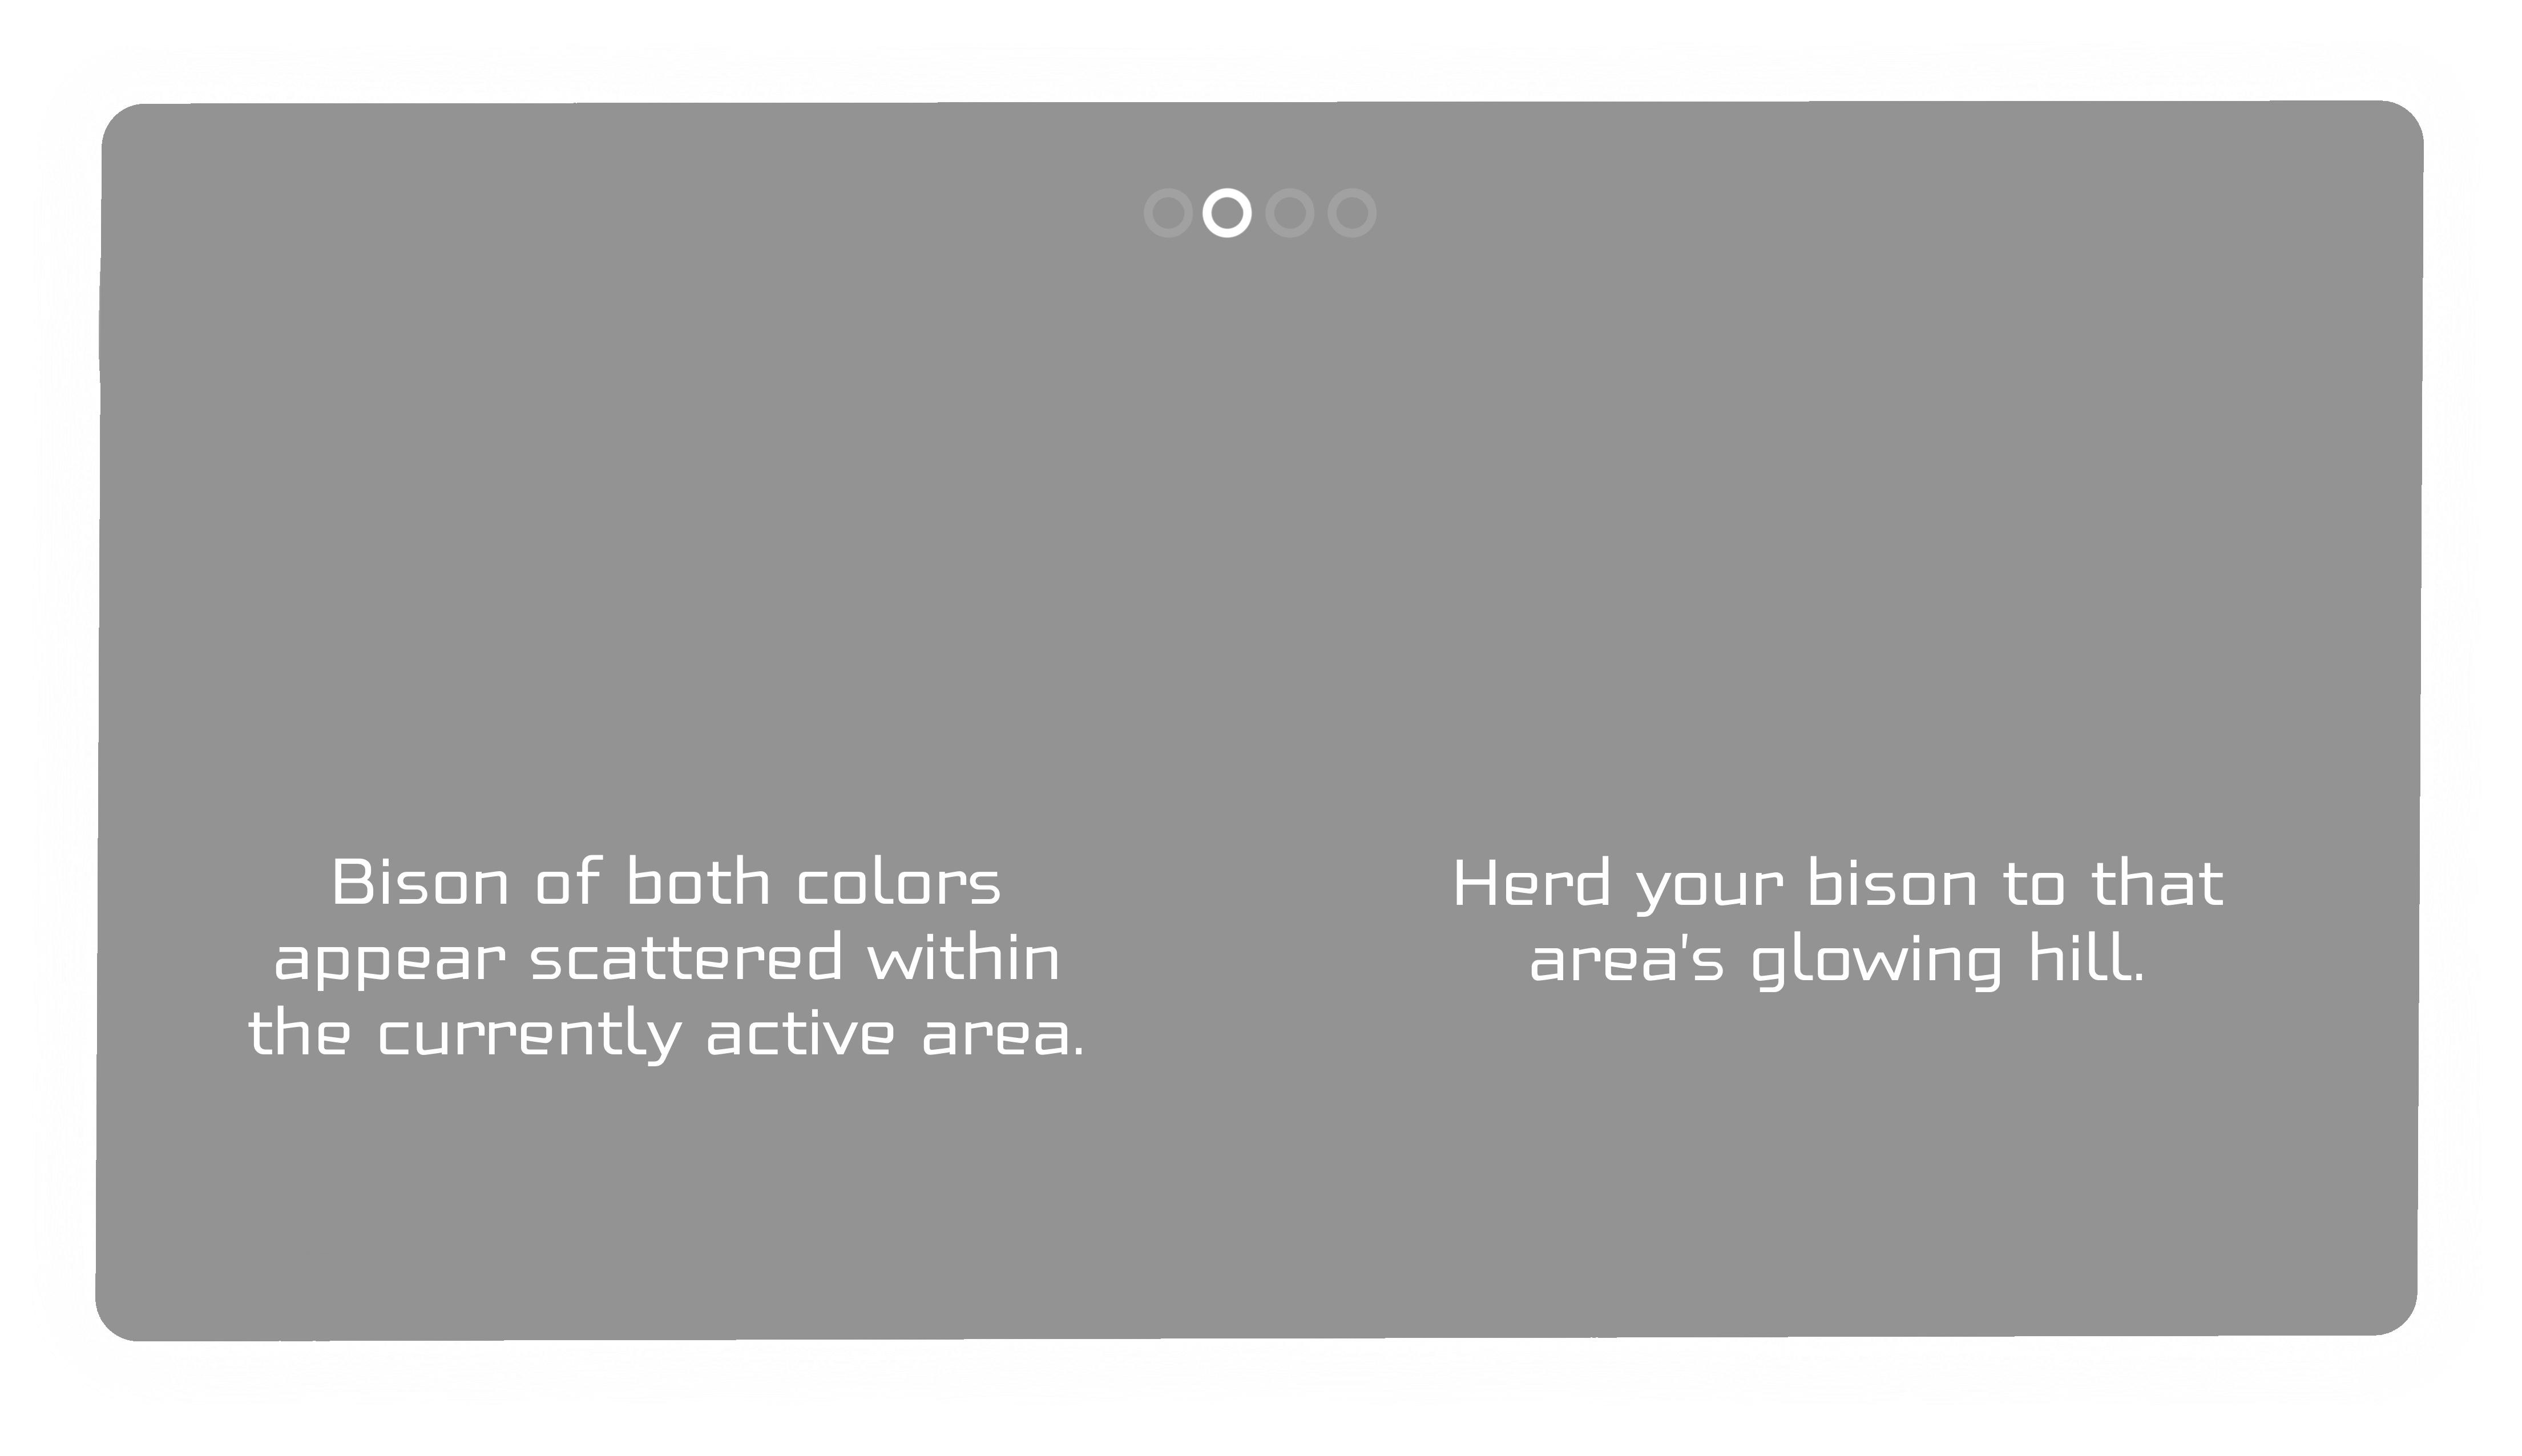 Bison of both colors
appear scattered within
the currently active area.
Herd your bison to that
area's glowing hill.